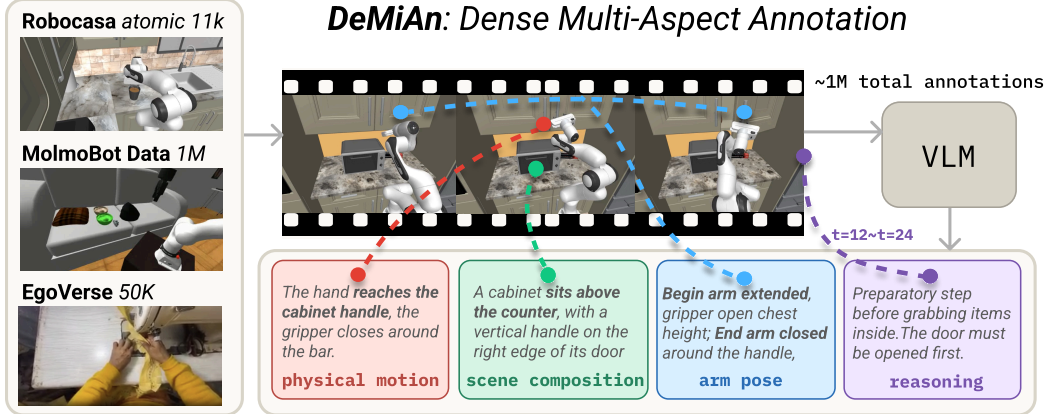 DeMiAn: Dense Multi-Aspect Annotation
Robocasa atomic 11k
MolmoBot Data 1M
EgoVerse 50K
~1M total annotations
VLM
t=12~t=24
The hand reaches the
cabinet handle, the
gripper closes around
the bar.
physical motion
A cabinet sits above
the counter, with a
vertical handle on the
right edge of its door
scene composition
Begin arm extended,
gripper open chest
height; End arm closed
around the handle,
arm pose
Preparatory step
before grabbing items
inside.The door must
be opened first.
reasoning